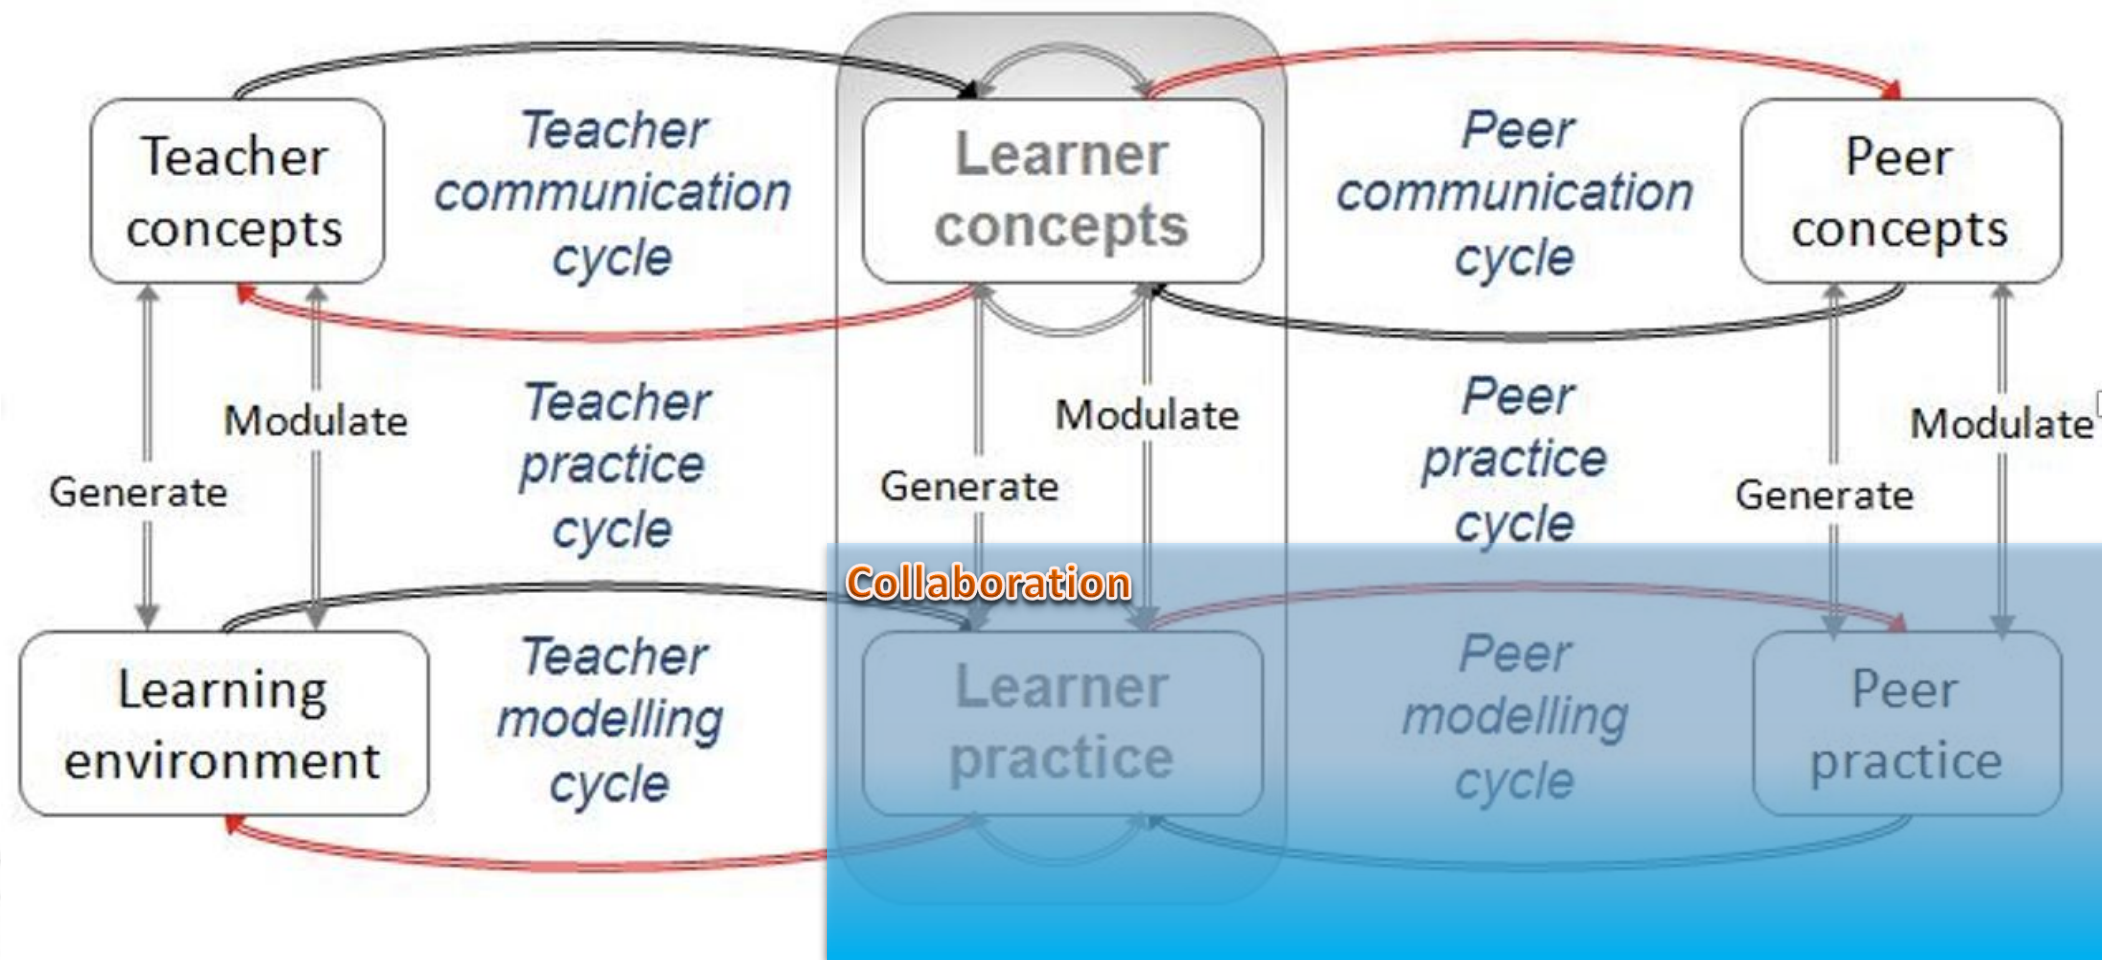 Teacher
concepts
Teacher
communication
cycle
Learner
concepts
Peer
communication
cycle
Peer
concepts
Generate
Modulate
Teacher
practice
cycle
Generate
Modulate
Peer
practice
cycle
Generate
Modulate
Collaboration
Learning
environment
Teacher
modelling
cycle
Learner
practice
Peer
modelling
cycle
Peer
practice